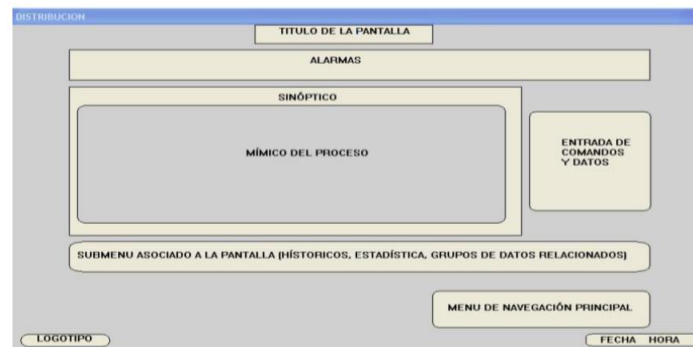 DISTRIBUCION
TITULO DE LA PANTALLA
ALARMAS
SINÓPTICO
MÍMICO DEL PROCESO
ENTRADA DE
COMANDOS
Y DATOS
SUBMENU ASOCIADO A LA PANTALLA (HÍSTORICOS, ESTADÍSTICA, GRUPOS DE DATOS RELACIONADOS)
MENU DE NAVEGACIÓN PRINCIPAL
LOGOTIPO
FECHA HORA